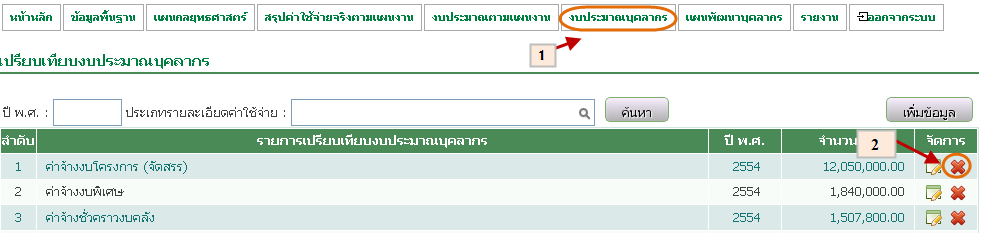 หน้าหลัก ข้อมูลพื้นฐาน แผนกลยุทธศาสตร์ สรุปค่าใช้จ่ายจริงตามแผนงาน งบประมาณตามแผนงาน งบประมาณบุคลากร แผนพัฒนาบุคลากร รายงาน ออกจากระบบ
1
เปรียบเทียบงบประมาณบุคลากร
ปี พ.ศ. : ประเภทรายละเอียดค่าใช้จ่าย : ค้นหา เพิ่มข้อมูล
ลำดับ รายการเปรียบเทียบงบประมาณบุคลากร ปี พ.ศ. จำนวน 2 จัดการ
1 ค่าจ้างงบโครงการ (จัดสรร) 2554 12,050,000.00
2 ค่าจ้างงบพิเศษ 2554 1,840,000.00
3 ค่าจ้างชั่วคราวงบคลัง 2554 1,507,800.00